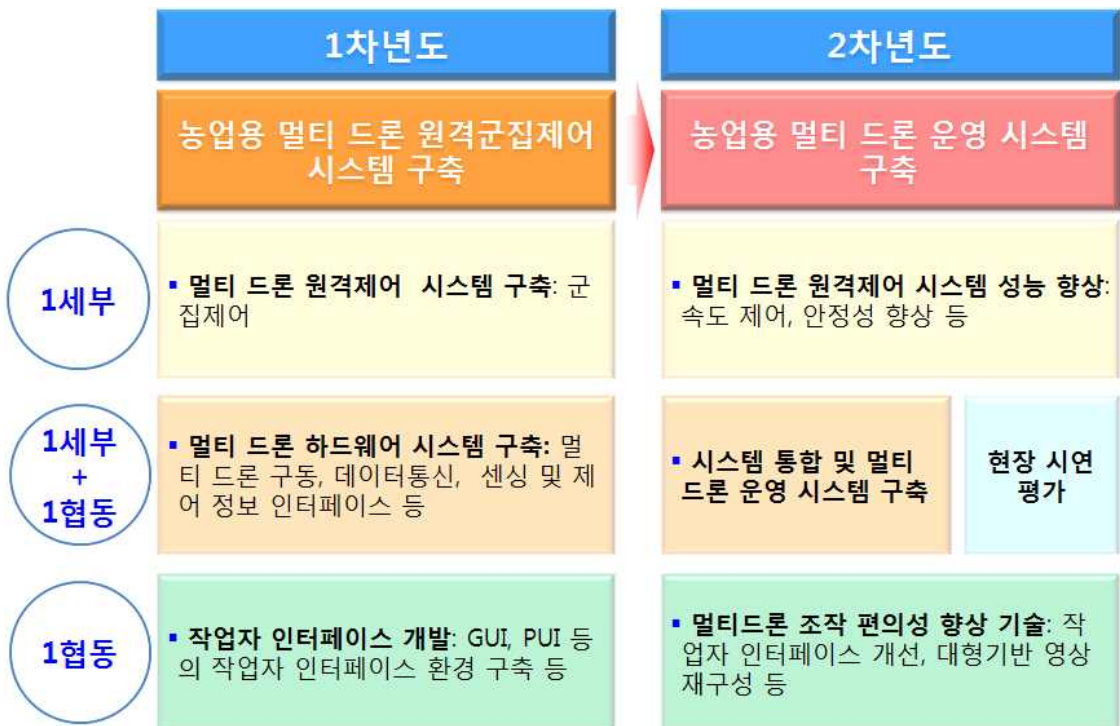 1차년도
2차년도
농업용 멀티 드론 원격군집제어
시스템 구축
농업용 멀티 드론 운영 시스템
구축
1세부
▪ 멀티 드론 원격제어 시스템 구축: 군
집제어
▪ 멀티 드론 원격제어 시스템 성능 향상:
속도 제어, 안정성 향상 등
1세부
+
1협동
▪ 멀티 드론 하드웨어 시스템 구축: 멀
티 드론 구동, 데이터통신, 센싱 및 제
어 정보 인터페이스 등
▪ 시스템 통합 및 멀티
드론 운영 시스템 구축
현장 시연
평가
1협동
▪ 작업자 인터페이스 개발: GUI, PUI 등
의 작업자 인터페이스 환경 구축 등
▪ 멀티드론 조작 편의성 향상 기술: 작
업자 인터페이스 개선, 대형기반 영상
재구성 등